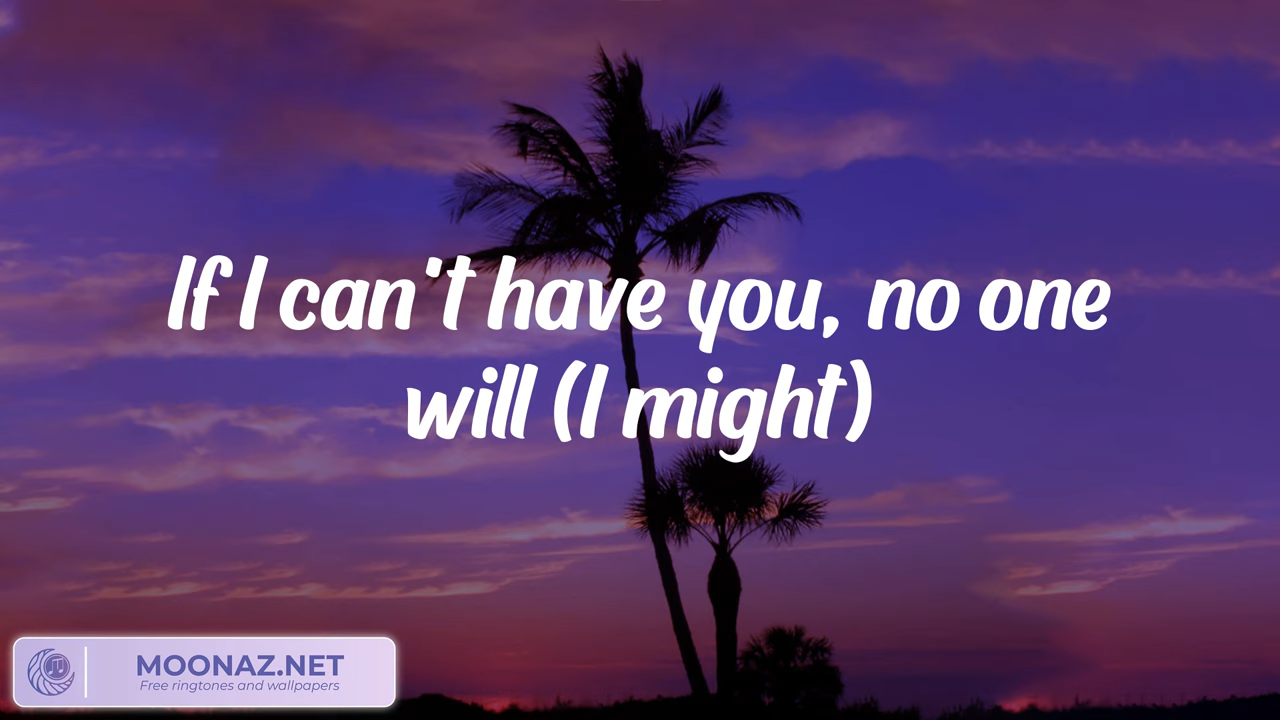 If I can't have you, no one
will (I might)
MOONAZ.NET
Free ringtones and wallpapers